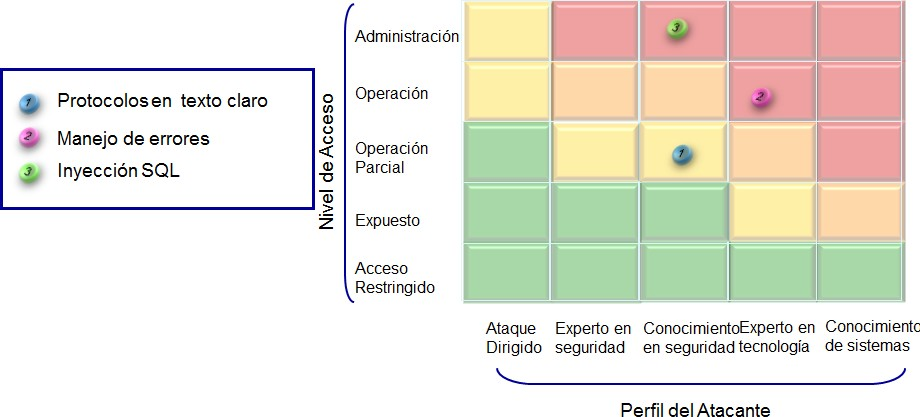 1 Protocolos en texto claro
2 Manejo de errores
3 Inyección SQL
Nivel de Acceso
Administración
3
Operación
2
Operación
Parcial
1
Expuesto
Acceso
Restringido
Ataque
Dirigido
Experto en
seguridad
Conocimiento
en seguridad
Experto en
tecnología
Conocimiento
de sistemas
Perfil del Atacante